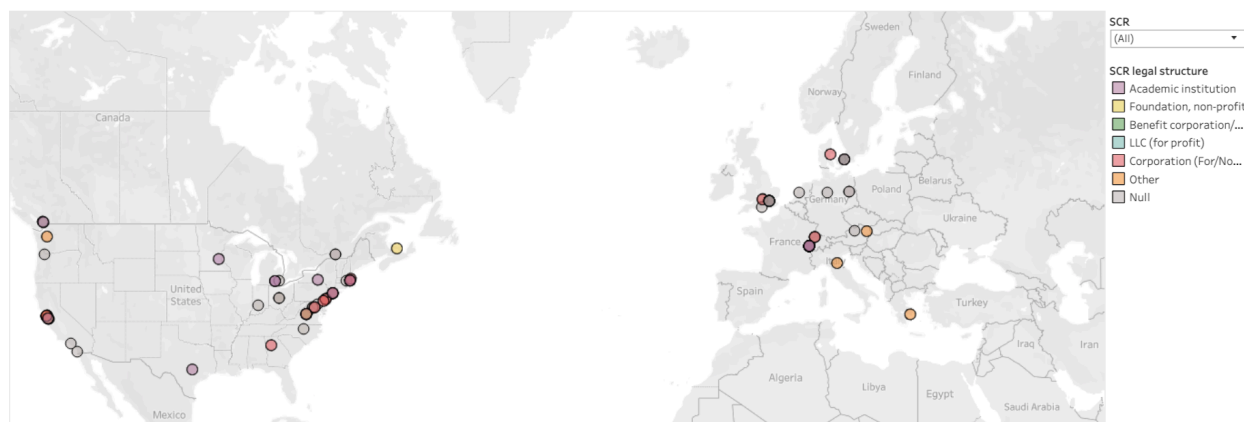 SCR
(All)
SCR legal structure
Academic institution
Foundation, non-profit
Benefit corporation/...
LLC (for profit)
Corporation (For/No...
Other
Null
Sweden
Finland
Norway
Canada
Poland
Belarus
Germany
Ukraine
France
United
States
Spain
Turkey
Iraq
Iran
Algeria
Libya
Egypt
Saudi Arabia
Mexico